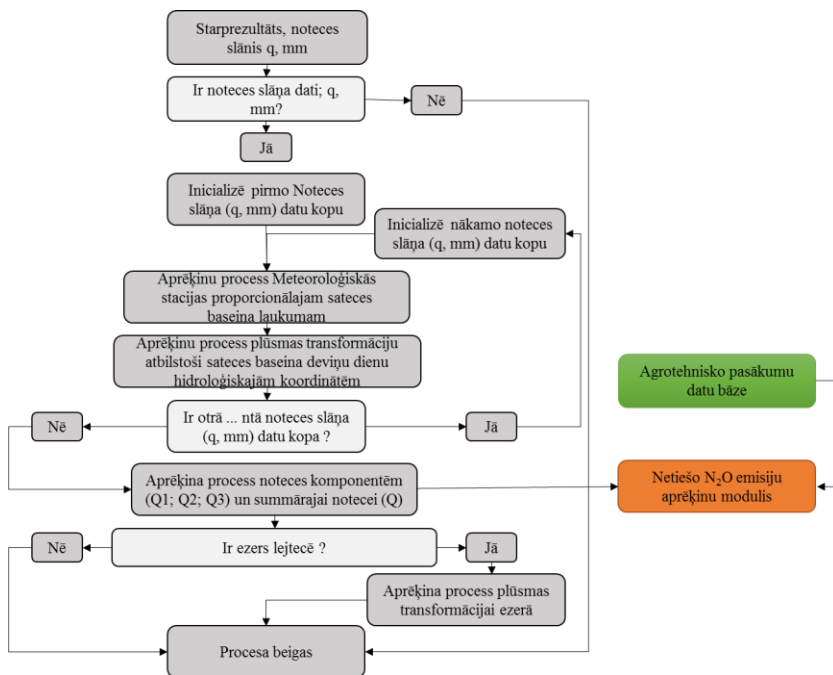 Starprezultāts, noteces
slānis q, mm
Ir noteces slāņa dati; q,
mm?
Nē
Jā
Inicializē pirmo Noteces
slāņa (q, mm) datu kopu
Inicializē nākamo noteces
slāņa (q, mm) datu kopu
Aprēķinu process Meteoroloģiskās
stacijas proporcionālajam sateces
baseina laukumam
Aprēķinu process plūsmas transformāciju
atbilstoši sateces baseina deviņu dienu
hidroloģiskajām koordinātēm
Agrotehnisko pasākumu
datu bāze
Nē
Ir otrā ... ntā noteces slāņa
(q, mm) datu kopa ?
Jā
Aprēķina process noteces komponentēm
(Q1; Q2; Q3) un summārajai notecei (Q)
Netiešo N₂O emisiju
aprēķinu modulis
Nē
Ir ezers lejtecē ?
Jā
Aprēķina process plūsmas
transformācijai ezerā
Procesa beigas